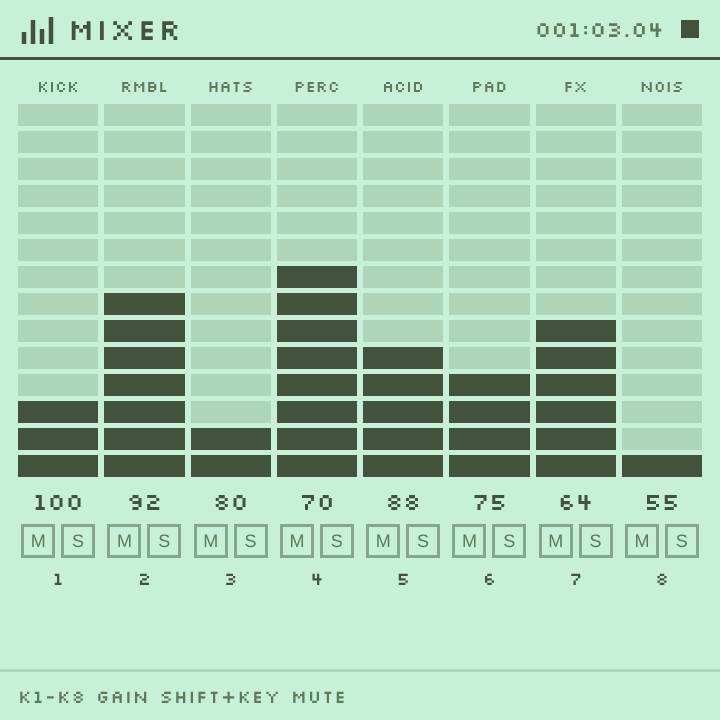 MIXER 001:03.04
KICK RMBL HATS PERC ACID PAD FX NOIS
100 92 80 70 88 75 64 55
M S M S M S M S M S M S M S M S
1 2 3 4 5 6 7 8
K1-K8 GAIN SHIFT+KEY MUTE